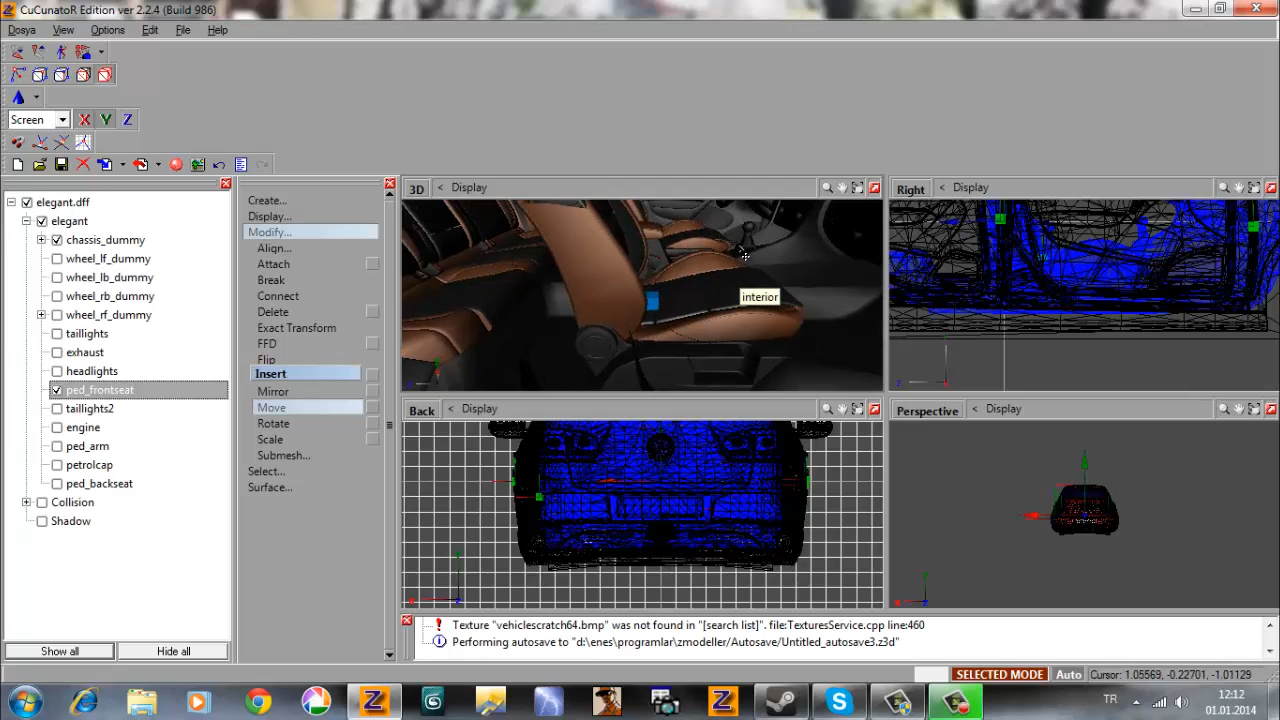 CuCunatoR Edition ver 2.2.4 (Build 986)
Dosya View Options Edit File Help
Screen X Y Z
elegant.dff
elegant
chassis_dummy
wheel_lf_dummy
wheel_lb_dummy
wheel_rb_dummy
wheel_rf_dummy
taillights
exhaust
headlights
ped_frontseat
taillights2
engine
ped_arm
petrolcap
ped_backseat
Collision
Shadow
Show all Hide all
Create...
Display...
Modify...
Align...
Attach
Break
Connect
Delete
Exact Transform
FFD
Flip
Insert
Mirror
Move
Rotate
Scale
Submesh...
Select...
Surface...
3D < Display
interior
Right < Display
Back < Display
Perspective < Display
Texture "vehiclescratch64.bmp" was not found in "[search list]". file:TexturesService.cpp line:460
Performing autosave to "d:\enes\programlar\zmodeller/Autosave/Untitled_autosave3.z3d"
SELECTED MODE Auto Cursor: 1.05569, -0.22701, -1.01129
TR
12:12
01.01.2014